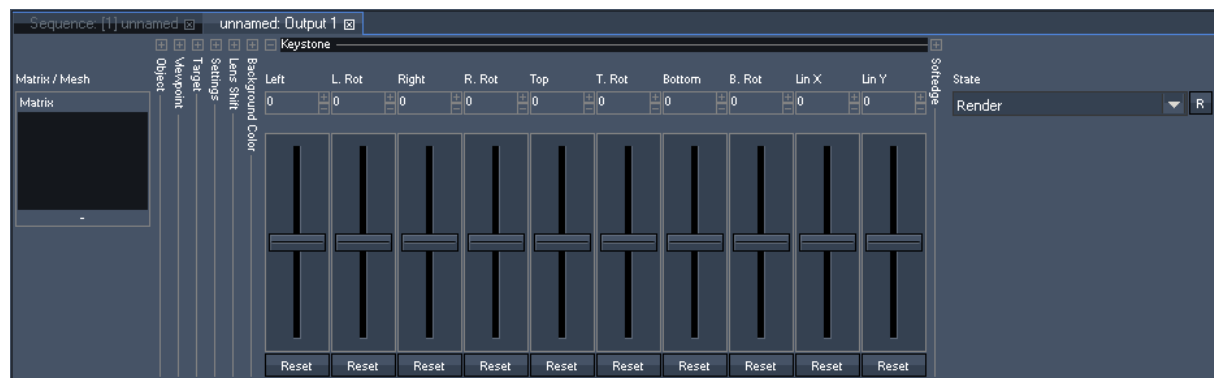 Sequence: [1] unnamed
unnamed: Output 1
Keystone
Matrix / Mesh
Object
Viewpoint
Target
Settings
Lens Shift
Background Color
Left L. Rot Right R. Rot Top T. Rot Bottom B. Rot Lin X Lin Y
Softedge
State
Matrix
0 0 0 0 0 0 0 0 0 0
Render
R
-
Reset Reset Reset Reset Reset Reset Reset Reset Reset Reset